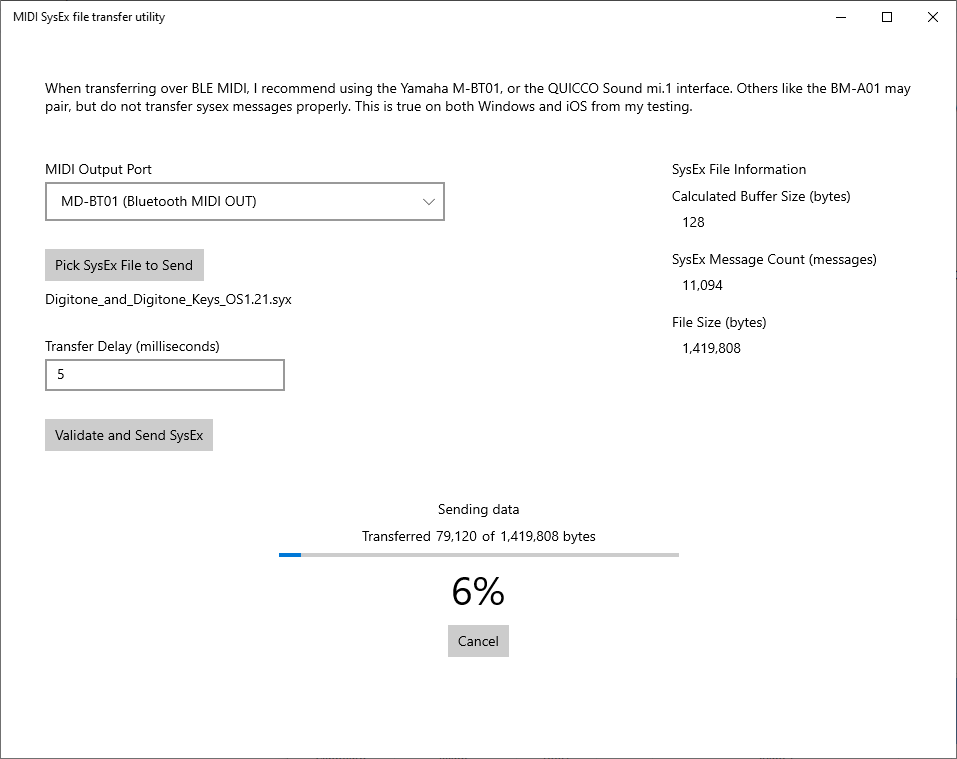 MIDI SysEx file transfer utility
When transferring over BLE MIDI, I recommend using the Yamaha M-BT01, or the QUICCO Sound mi.1 interface. Others like the BM-A01 may
pair, but do not transfer sysex messages properly. This is true on both Windows and iOS from my testing.
MIDI Output Port
MD-BT01 (Bluetooth MIDI OUT)
Pick SysEx File to Send
Digitone_and_Digitone_Keys_OS1.21.syx
Transfer Delay (milliseconds)
5
Validate and Send SysEx
SysEx File Information
Calculated Buffer Size (bytes)
128
SysEx Message Count (messages)
11,094
File Size (bytes)
1,419,808
Sending data
Transferred 79,120 of 1,419,808 bytes
6%
Cancel